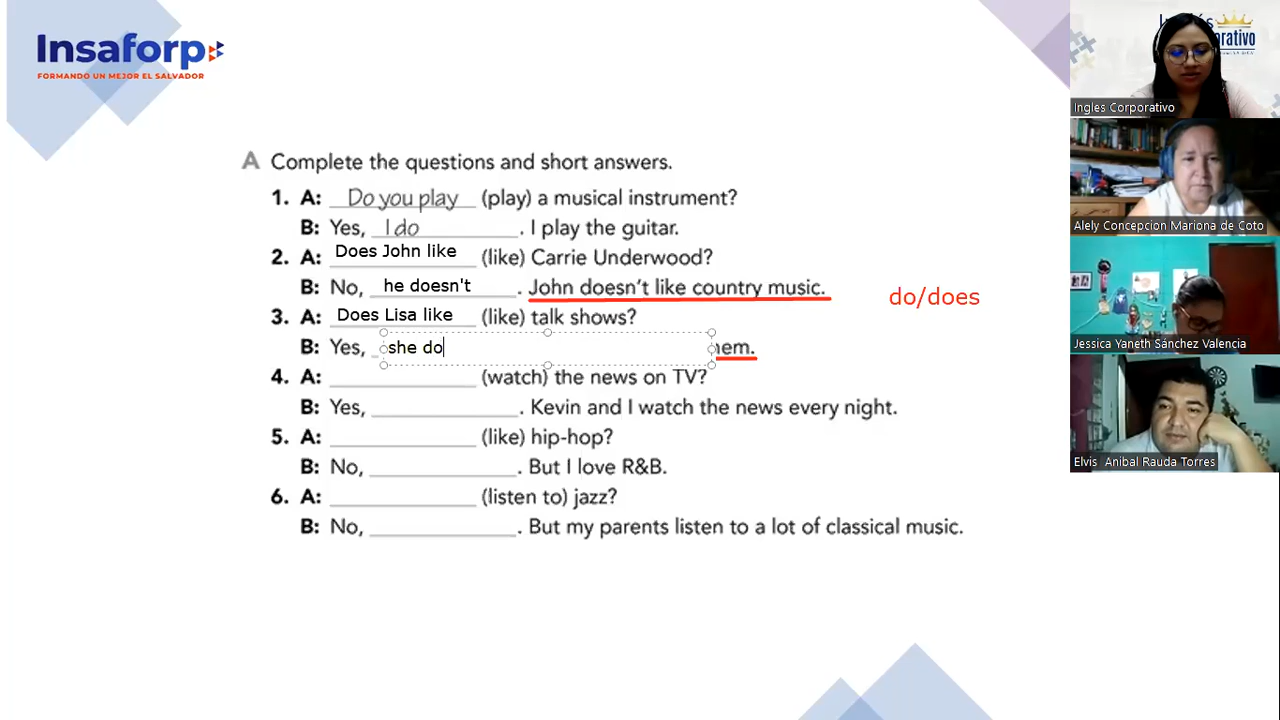 Insaforp
FORMANDO UN MEJOR EL SALVADOR
A Complete the questions and short answers.
1. A: Do you play (play) a musical instrument?
B: Yes, I do. I play the guitar.
2. A: Does John like (like) Carrie Underwood?
B: No, he doesn't. John doesn't like country music.
do/does
3. A: Does Lisa like (like) talk shows?
B: Yes, she do
4. A: (watch) the news on TV?
B: Yes, . Kevin and I watch the news every night.
5. A: (like) hip-hop?
B: No, . But I love R&B.
6. A: (listen to) jazz?
B: No, . But my parents listen to a lot of classical music.
Ingles Corporativo
Alely Concepcion Mariona de Coto
Jessica Yaneth Sánchez Valencia
Elvis Anibal Rauda Torres